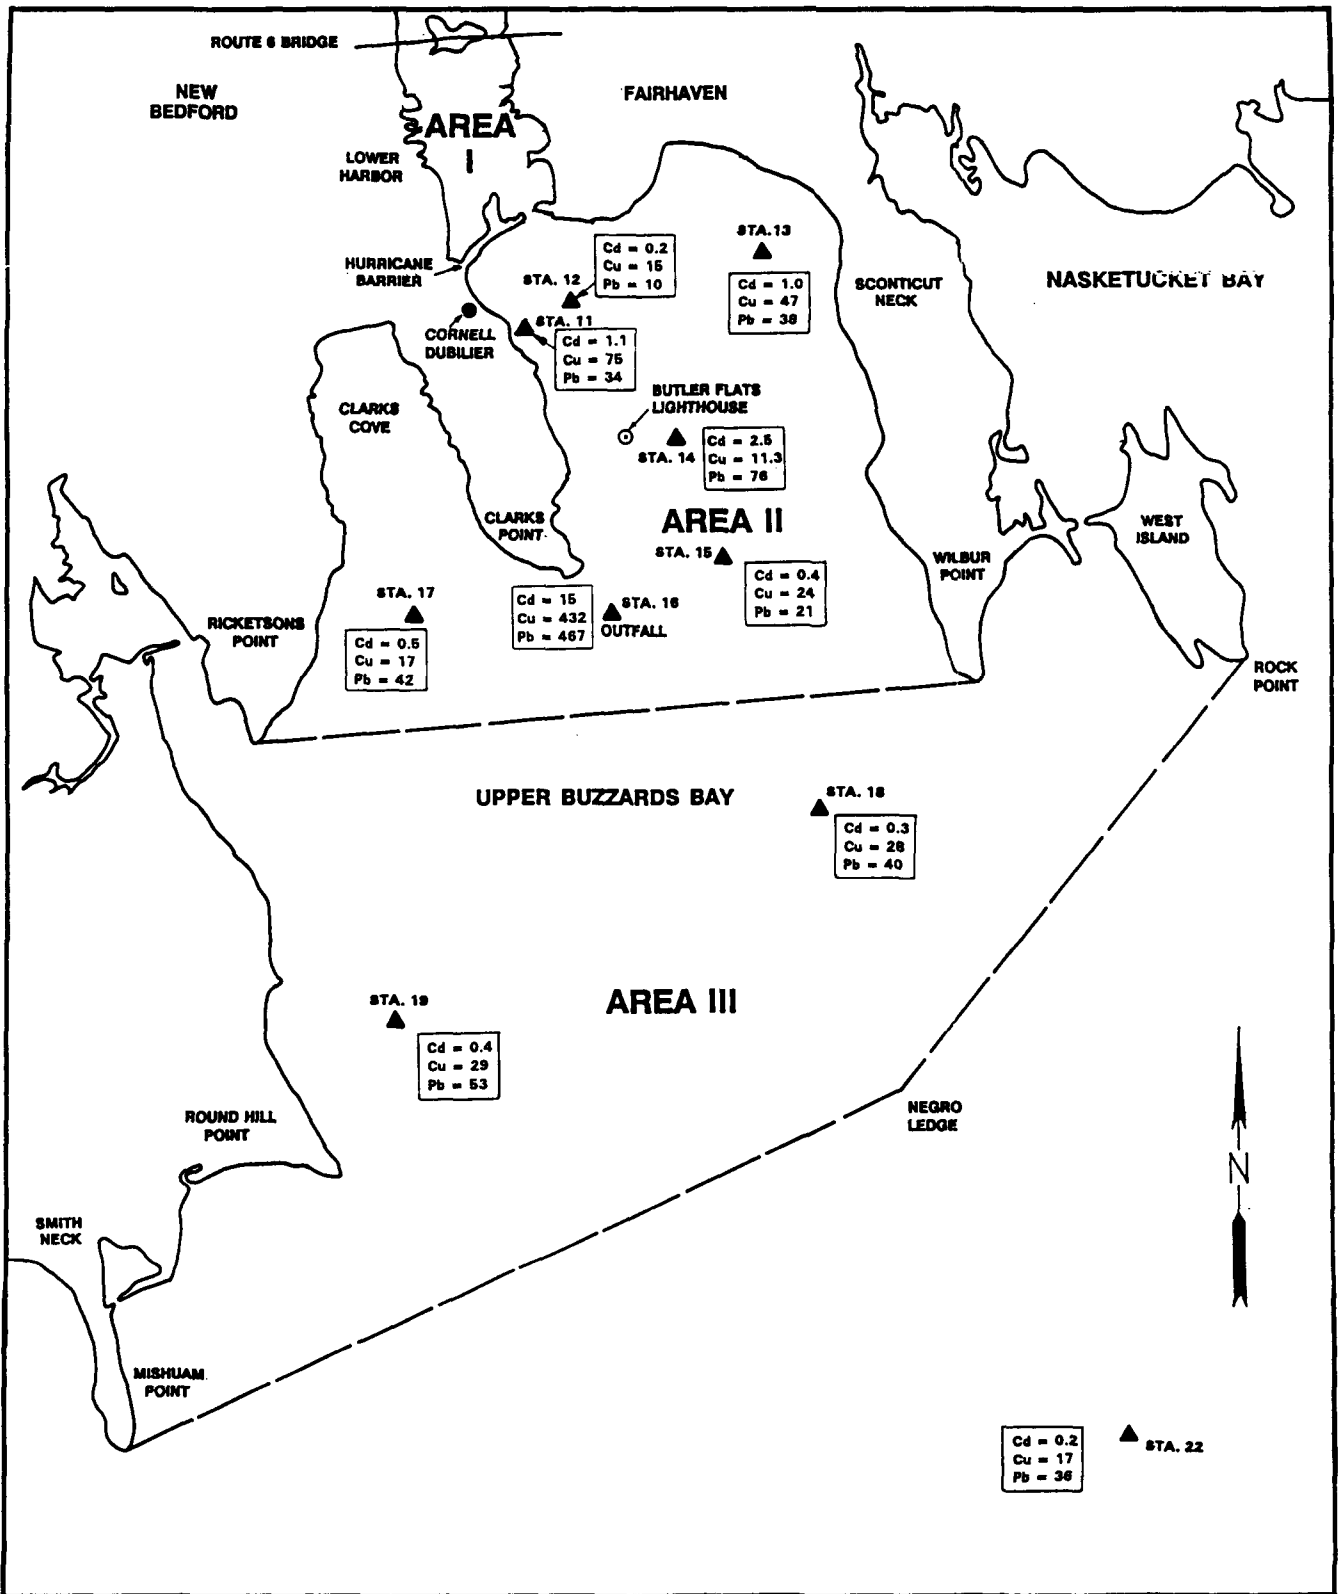 ROUTE 6 BRIDGE
NEW
BEDFORD
FAIRHAVEN
AREA
I
LOWER
HARBOR
STA. 13
Cd = 0.2
Cu = 15
Pb = 10
HURRICANE
BARRIER
STA. 12
Cd = 1.0
Cu = 47
Pb = 38
SCONTICUT
NECK
NASKETUCKET BAY
STA. 11
CORNELL
DUBILIER
Cd = 1.1
Cu = 75
Pb = 34
BUTLER FLATS
LIGHTHOUSE
CLARKS
COVE
Cd = 2.5
Cu = 11.3
Pb = 76
STA. 14
CLARKS
POINT
AREA II
WEST
ISLAND
STA. 15
WILBUR
POINT
Cd = 0.4
Cu = 24
Pb = 21
STA. 17
Cd = 15
Cu = 432
Pb = 467
STA. 16
OUTFALL
RICKETSONS
POINT
Cd = 0.5
Cu = 17
Pb = 42
ROCK
POINT
UPPER BUZZARDS BAY
STA. 18
Cd = 0.3
Cu = 28
Pb = 40
STA. 19
AREA III
Cd = 0.4
Cu = 29
Pb = 53
NEGRO
LEDGE
ROUND HILL
POINT
N
SMITH
NECK
MISHUAM
POINT
Cd = 0.2
Cu = 17
Pb = 36
STA. 22